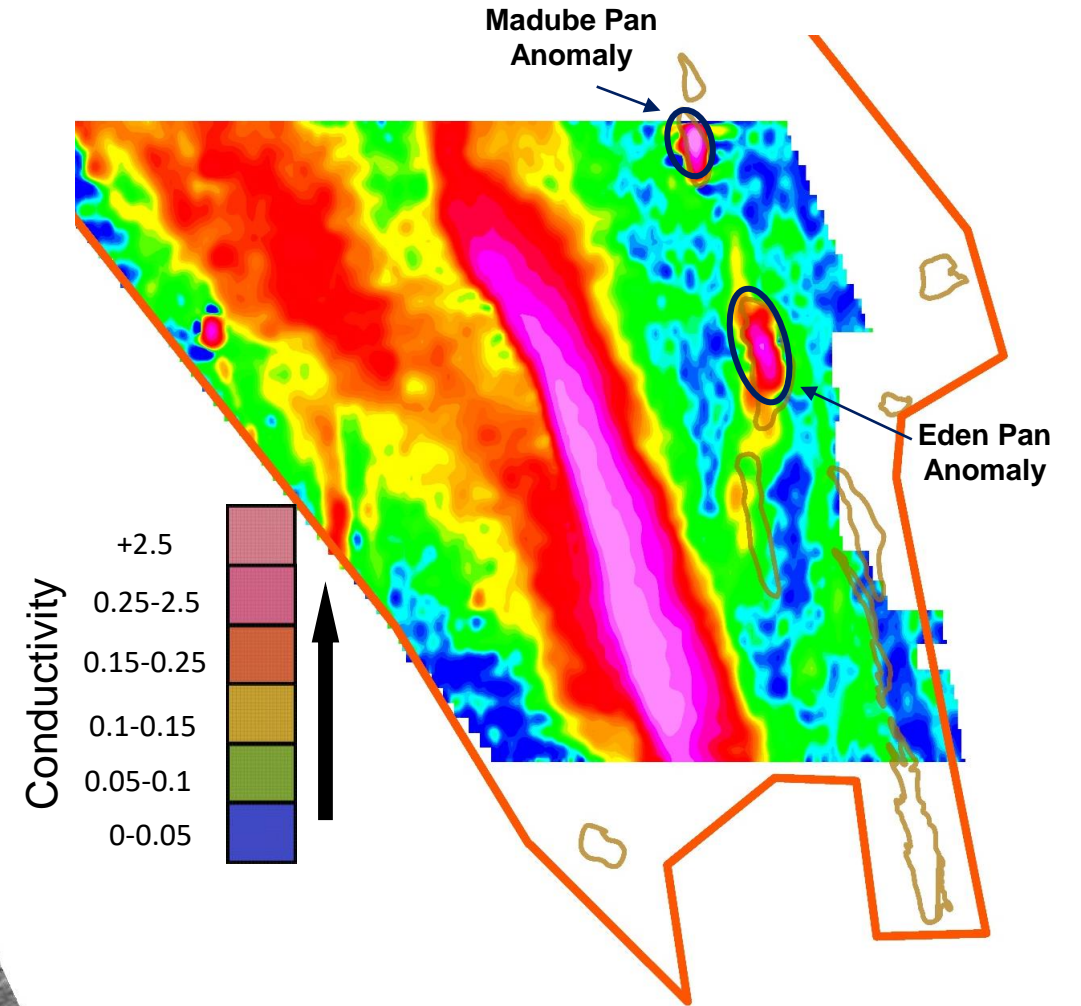 Madube Pan
Anomaly
Eden Pan
Anomaly
Conductivity
+2.5
0.25-2.5
0.15-0.25
0.1-0.15
0.05-0.1
0-0.05